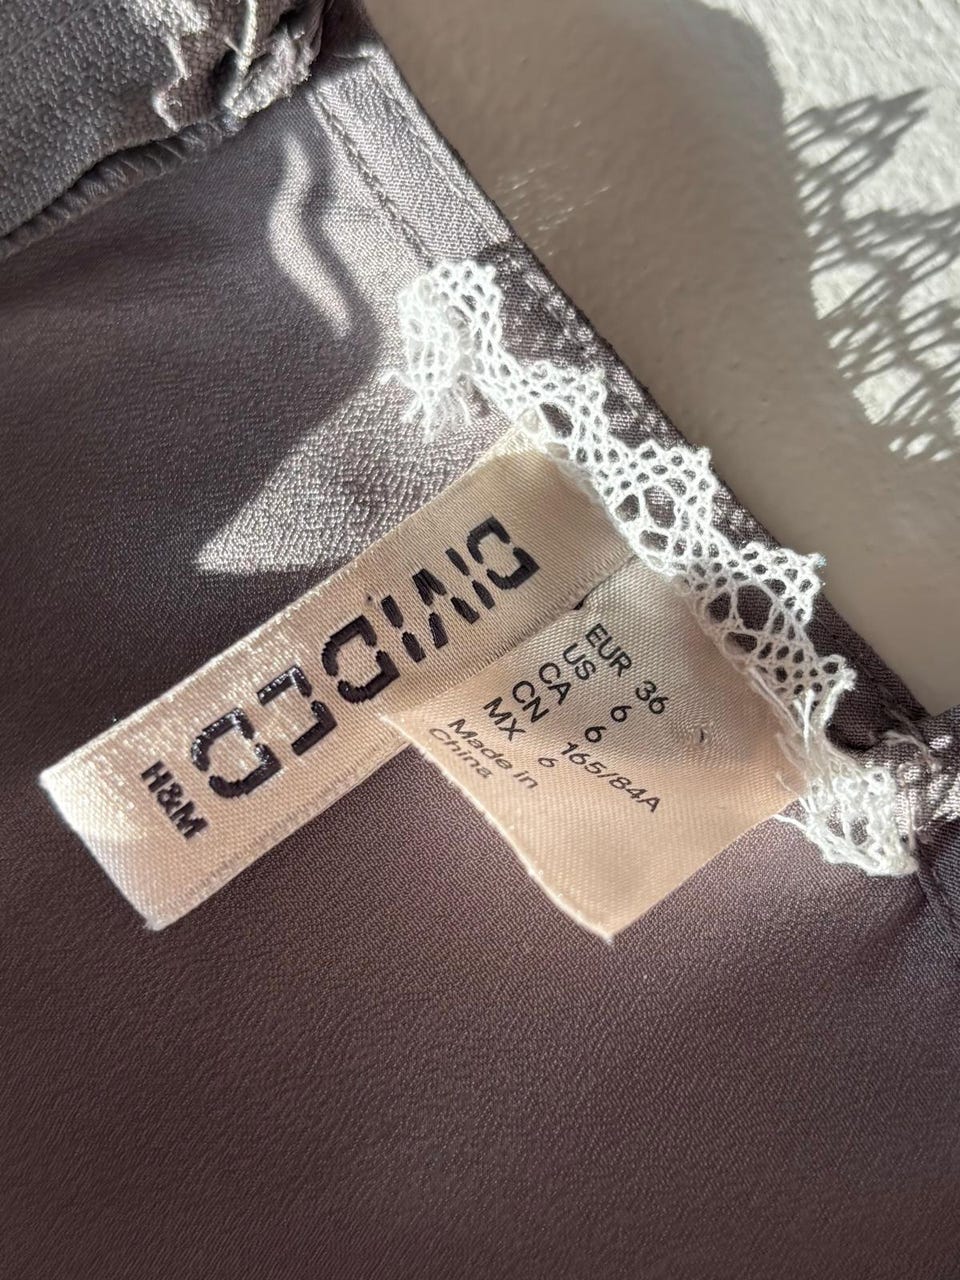 DIVIDED
H&M
EUR 36
US 6
CA 6
CN 165/84A
MX 6
Made in
China